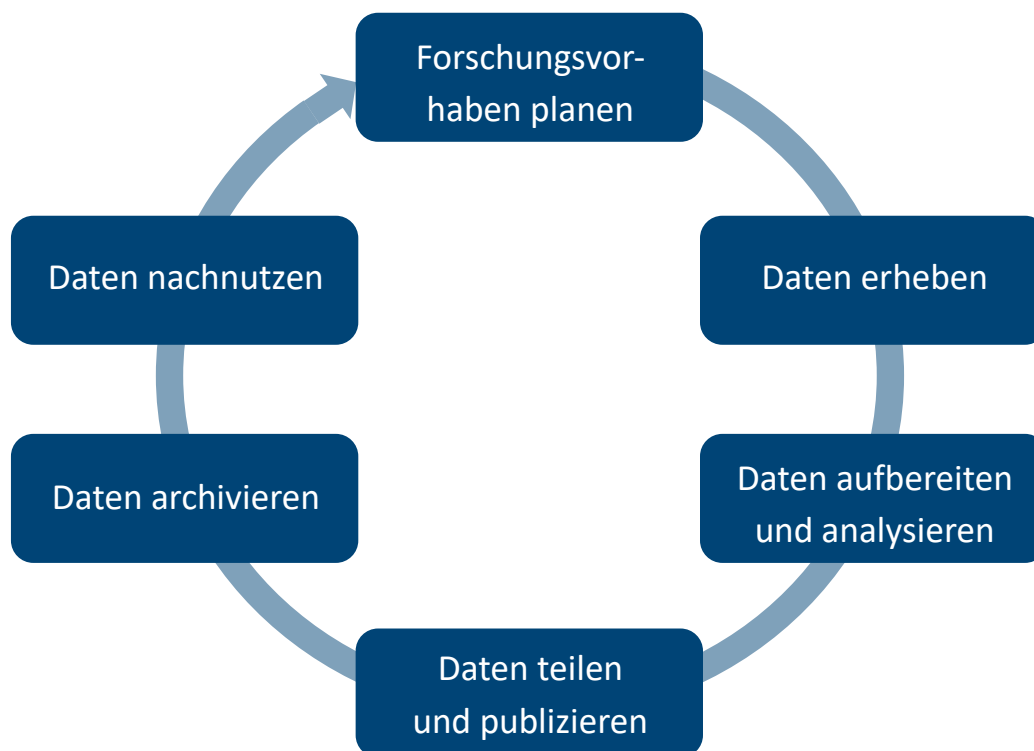 Forschungsvor-
haben planen
Daten erheben
Daten aufbereiten
und analysieren
Daten teilen
und publizieren
Daten archivieren
Daten nachnutzen